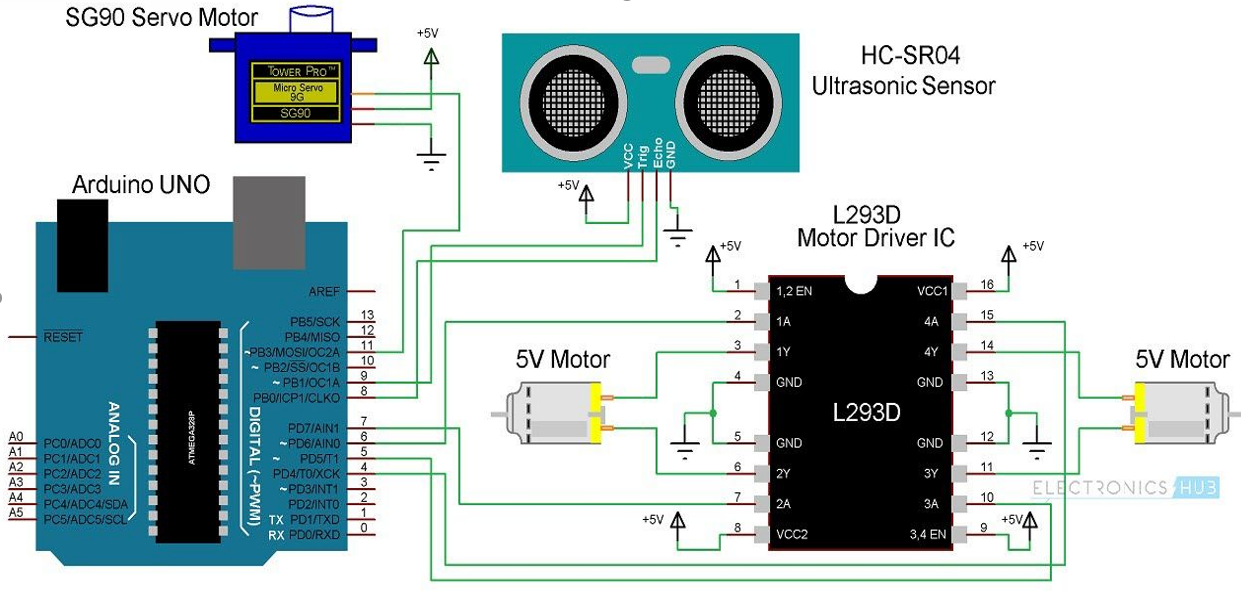 SG90 Servo Motor
TOWER PRO™
Micro Servo
9G
SG90
+5V
HC-SR04
Ultrasonic Sensor
VCC
Trig
Echo
GND
+5V
Arduino UNO
RESET
AREF
PB5/SCK 13
PB4/MISO 12
~PB3/MOSI/OC2A 11
~ PB2/SS/OC1B 10
~ PB1/OC1A 9
PB0/ICP1/CLKO 8
PD7/AIN1 7
~ PD6/AIN0 6
~ PD5/T1 5
PD4/T0/XCK 4
~ PD3/INT1 3
PD2/INT0 2
TX PD1/TXD 1
RX PD0/RXD 0
ATMEGA328P
ANALOG IN
DIGITAL (~PWM)
A0 PC0/ADC0
A1 PC1/ADC1
A2 PC2/ADC2
A3 PC3/ADC3
A4 PC4/ADC4/SDA
A5 PC5/ADC5/SCL
L293D
Motor Driver IC
+5V
+5V
1 1,2 EN VCC1 16
2 1A 4A 15
3 1Y 4Y 14
4 GND GND 13
L293D
5 GND GND 12
6 2Y 3Y 11
7 2A 3A 10
8 VCC2 3,4 EN 9
+5V
+5V
5V Motor
5V Motor
ELECTRONICS HUB